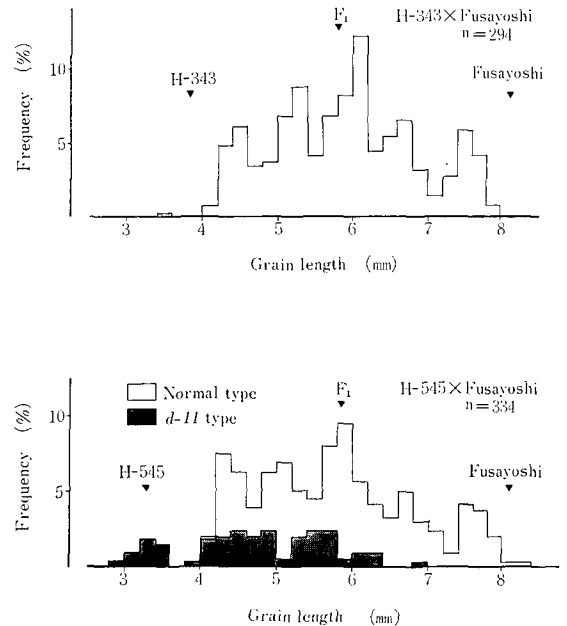 F₁
H-343×Fusayoshi
n=294
Fusayoshi
H-343
10
5
Frequency (%)
3 4 5 6 7 8
Grain length (mm)
Normal type
d-11 type
F₁
H-545×Fusayoshi
n=334
H-545
Fusayoshi
10
5
Frequency (%)
3 4 5 6 7 8
Grain length (mm)